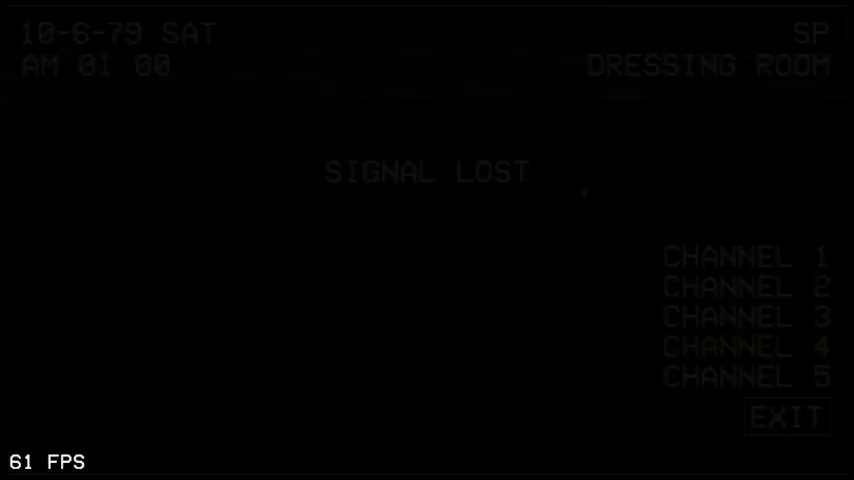 10-6-79 SAT
SP
AM 01 00
DRESSING ROOM
SIGNAL LOST
CHANNEL 1
CHANNEL 2
CHANNEL 3
CHANNEL 4
CHANNEL 5
EXIT
61 FPS